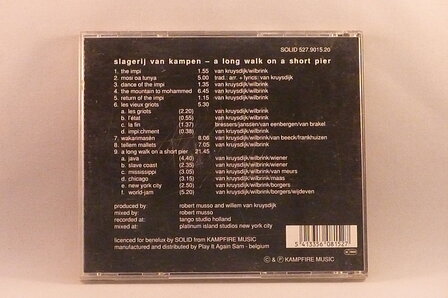 SOLID 527.9015.20
slagerij van kampen – a long walk on a short pier
1. the impi 1.55 van kruysdijk/wilbrink
2. mosi oa tunya 5.00 trad.: arr. + lyrics: van kruysdijk
3. dance of the impi 1.35 van kruysdijk/wilbrink
4. the mountain to mohammed 6.45 van kruysdijk/wilbrink
5. return of the impi 1.15 van kruysdijk/wilbrink
6. les vieux griots 5.30
a. les griots (2.20) van kruysdijk/wilbrink
b. l'état (0.55) van kruysdijk/wilbrink
c. la fin (1.37) bressers/janssen/van eenbergen/van brakel
d. impi;chment (0.38) van kruysdijk/wilbrink
7. wakarimasèn 8.06 van kruysdijk/wilbrink/van beeck/frankhuizen
8. tellem mallets 7.05 van kruysdijk/wilbrink
9. a long walk on a short pier 21.45
a. java (4.40) van kruysdijk/wilbrink/wiener
b. slave coast (2.35) van kruysdijk/wilbrink/wiener
c. mississippi (3.05) van kruysdijk/wilbrink/van meurs
d. chicago (3.15) van kruysdijk/wilbrink/maas
e. new york city (2.50) van kruysdijk/wilbrink/borgers
f. world-jam (5.20) van kruysdijk/wilbrink/borgers/wijdeven
produced by: robert musso and willem van kruysdijk
mixed by: robert musso
recorded at: tango studio holland
mixed at: platinum island studios new york city
licenced for benelux by SOLID from KAMPFIRE MUSIC
manufactured and distributed by Play It Again Sam - belgium
5 413356 081527
© & ℗ KAMPFIRE MUSIC